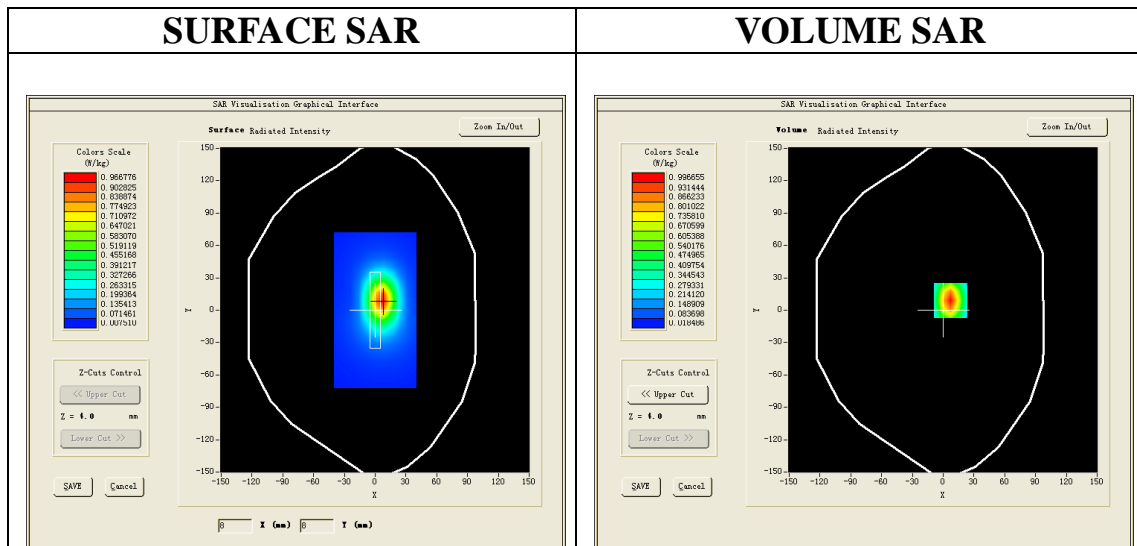 SURFACE SAR
VOLUME SAR
SAR Visualisation Graphical Interface
Surface Radiated Intensity
Zoom In/Out
Colors Scale
(W/kg)
0.966776
0.902825
0.838874
0.774923
0.710972
0.647021
0.583070
0.519119
0.455168
0.391217
0.327266
0.263315
0.199364
0.135413
0.071461
0.007510
Z-Cuts Control
<< Upper Cut
Z = 4.0 mm
Lower Cut >>
SAVE Cancel
150
120
90
60
30
0
-30
-60
-90
-120
-150
Y
-150 -120 -90 -60 -30 0 30 60 90 120 150
X
8 X (mm) 8 Y (mm)
SAR Visualisation Graphical Interface
Volume Radiated Intensity
Zoom In/Out
Colors Scale
(W/kg)
0.996655
0.931444
0.866233
0.801022
0.735810
0.670599
0.605388
0.540176
0.474965
0.409754
0.344543
0.279331
0.214120
0.148909
0.083698
0.018486
Z-Cuts Control
<< Upper Cut
Z = 4.0 mm
Lower Cut >>
SAVE Cancel
150
120
90
60
30
0
-30
-60
-90
-120
-150
Y
-150 -120 -90 -60 -30 0 30 60 90 120 150
X